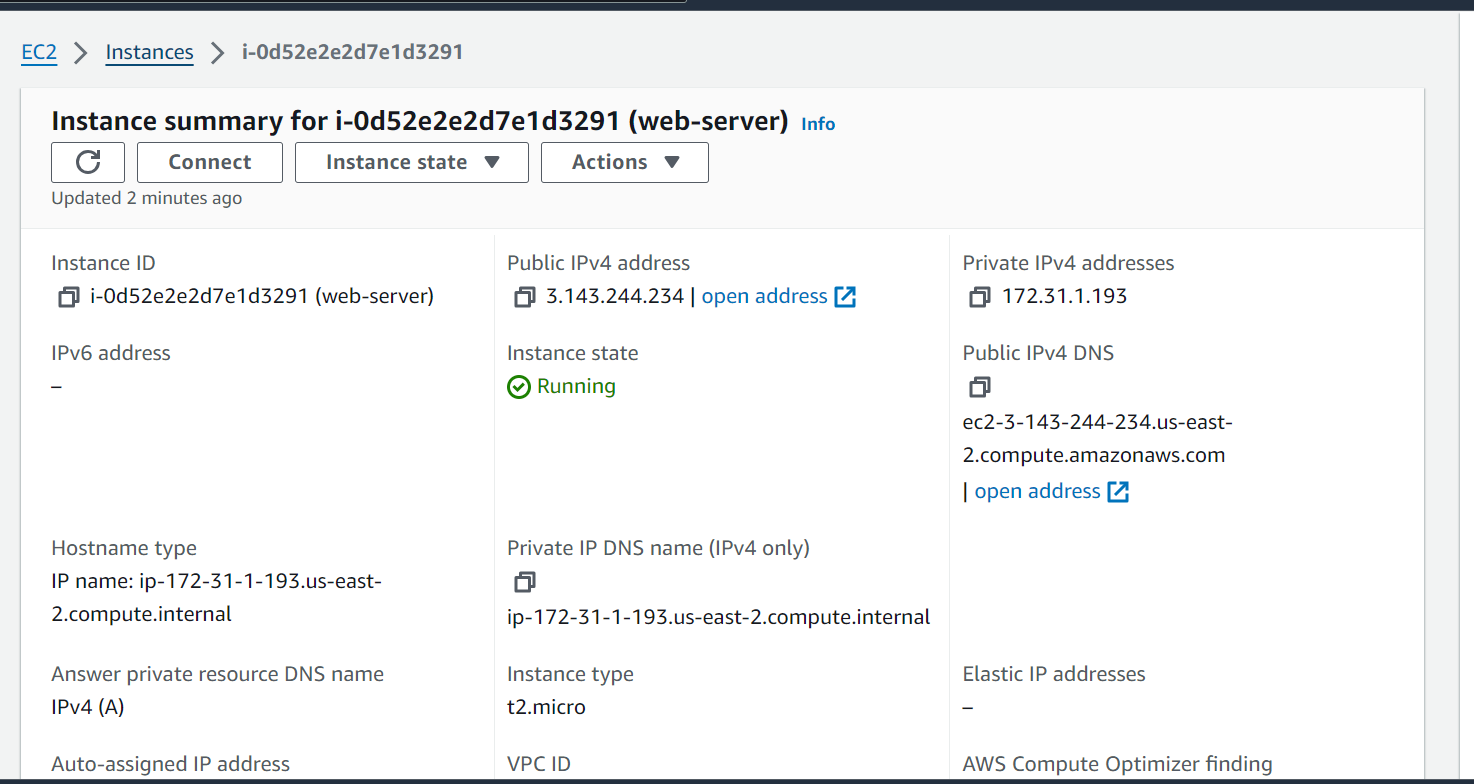 EC2 > Instances > i-0d52e2e2d7e1d3291
Instance summary for i-0d52e2e2d7e1d3291 (web-server) Info
Connect Instance state Actions
Updated 2 minutes ago
Instance ID
i-0d52e2e2d7e1d3291 (web-server)
Public IPv4 address
3.143.244.234 | open address
Private IPv4 addresses
172.31.1.193
IPv6 address
–
Instance state
Running
Public IPv4 DNS
ec2-3-143-244-234.us-east-
2.compute.amazonaws.com
| open address
Hostname type
IP name: ip-172-31-1-193.us-east-
2.compute.internal
Private IP DNS name (IPv4 only)
ip-172-31-1-193.us-east-2.compute.internal
Answer private resource DNS name
IPv4 (A)
Instance type
t2.micro
Elastic IP addresses
–
Auto-assigned IP address
VPC ID
AWS Compute Optimizer finding